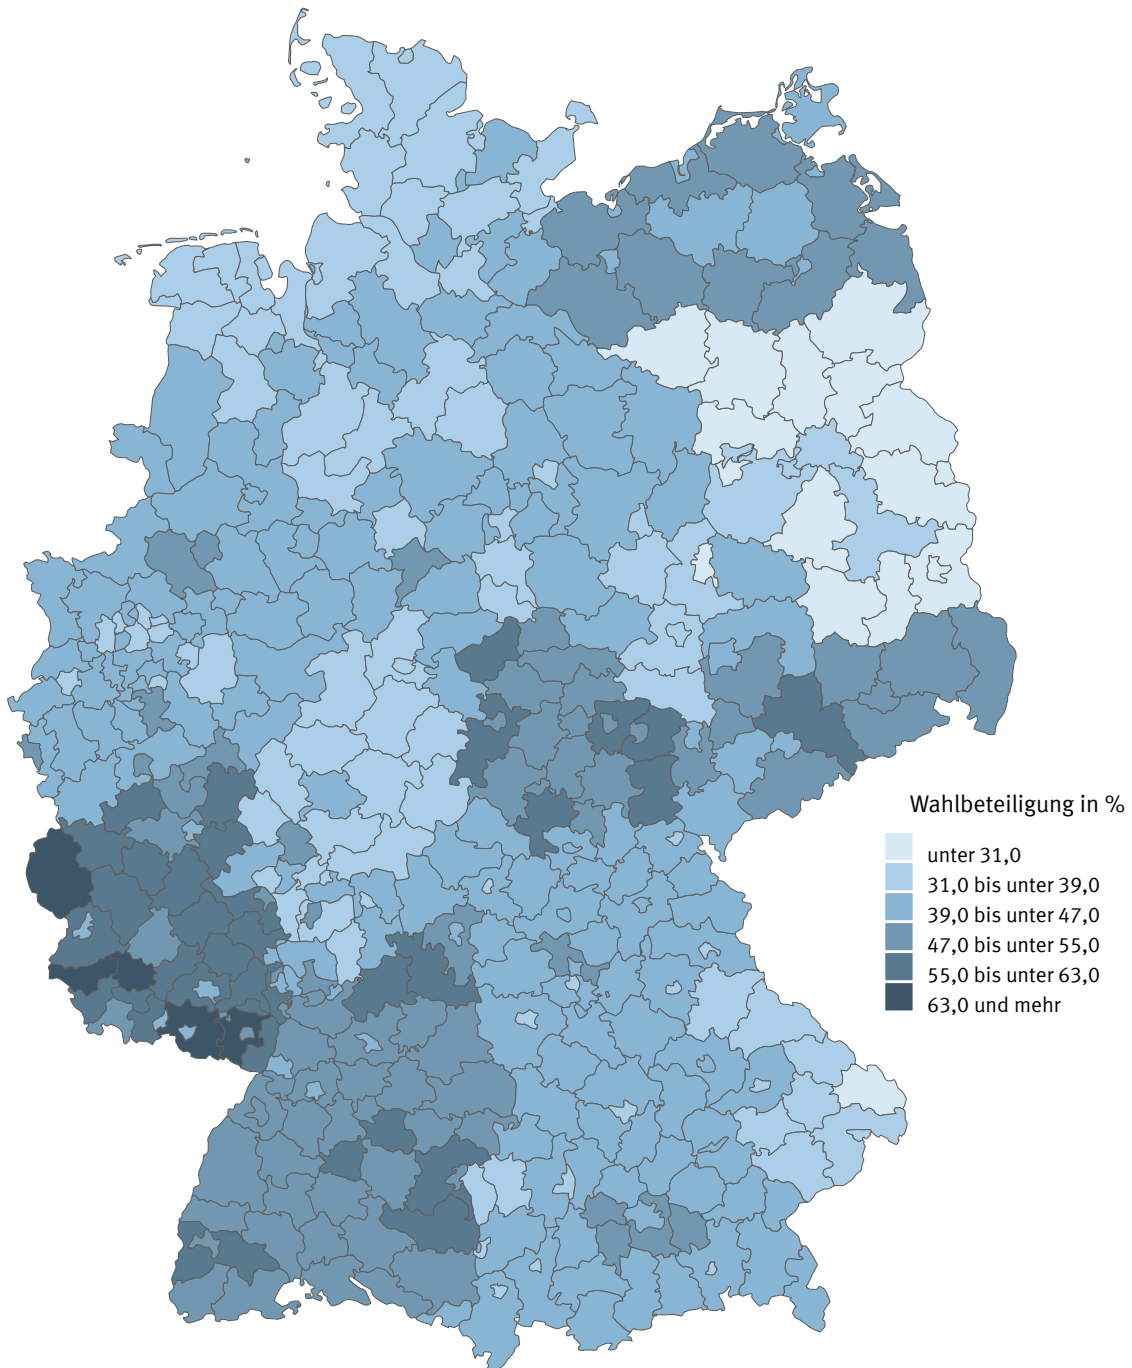 Wahlbeteiligung in %
unter 31,0
31,0 bis unter 39,0
39,0 bis unter 47,0
47,0 bis unter 55,0
55,0 bis unter 63,0
63,0 und mehr